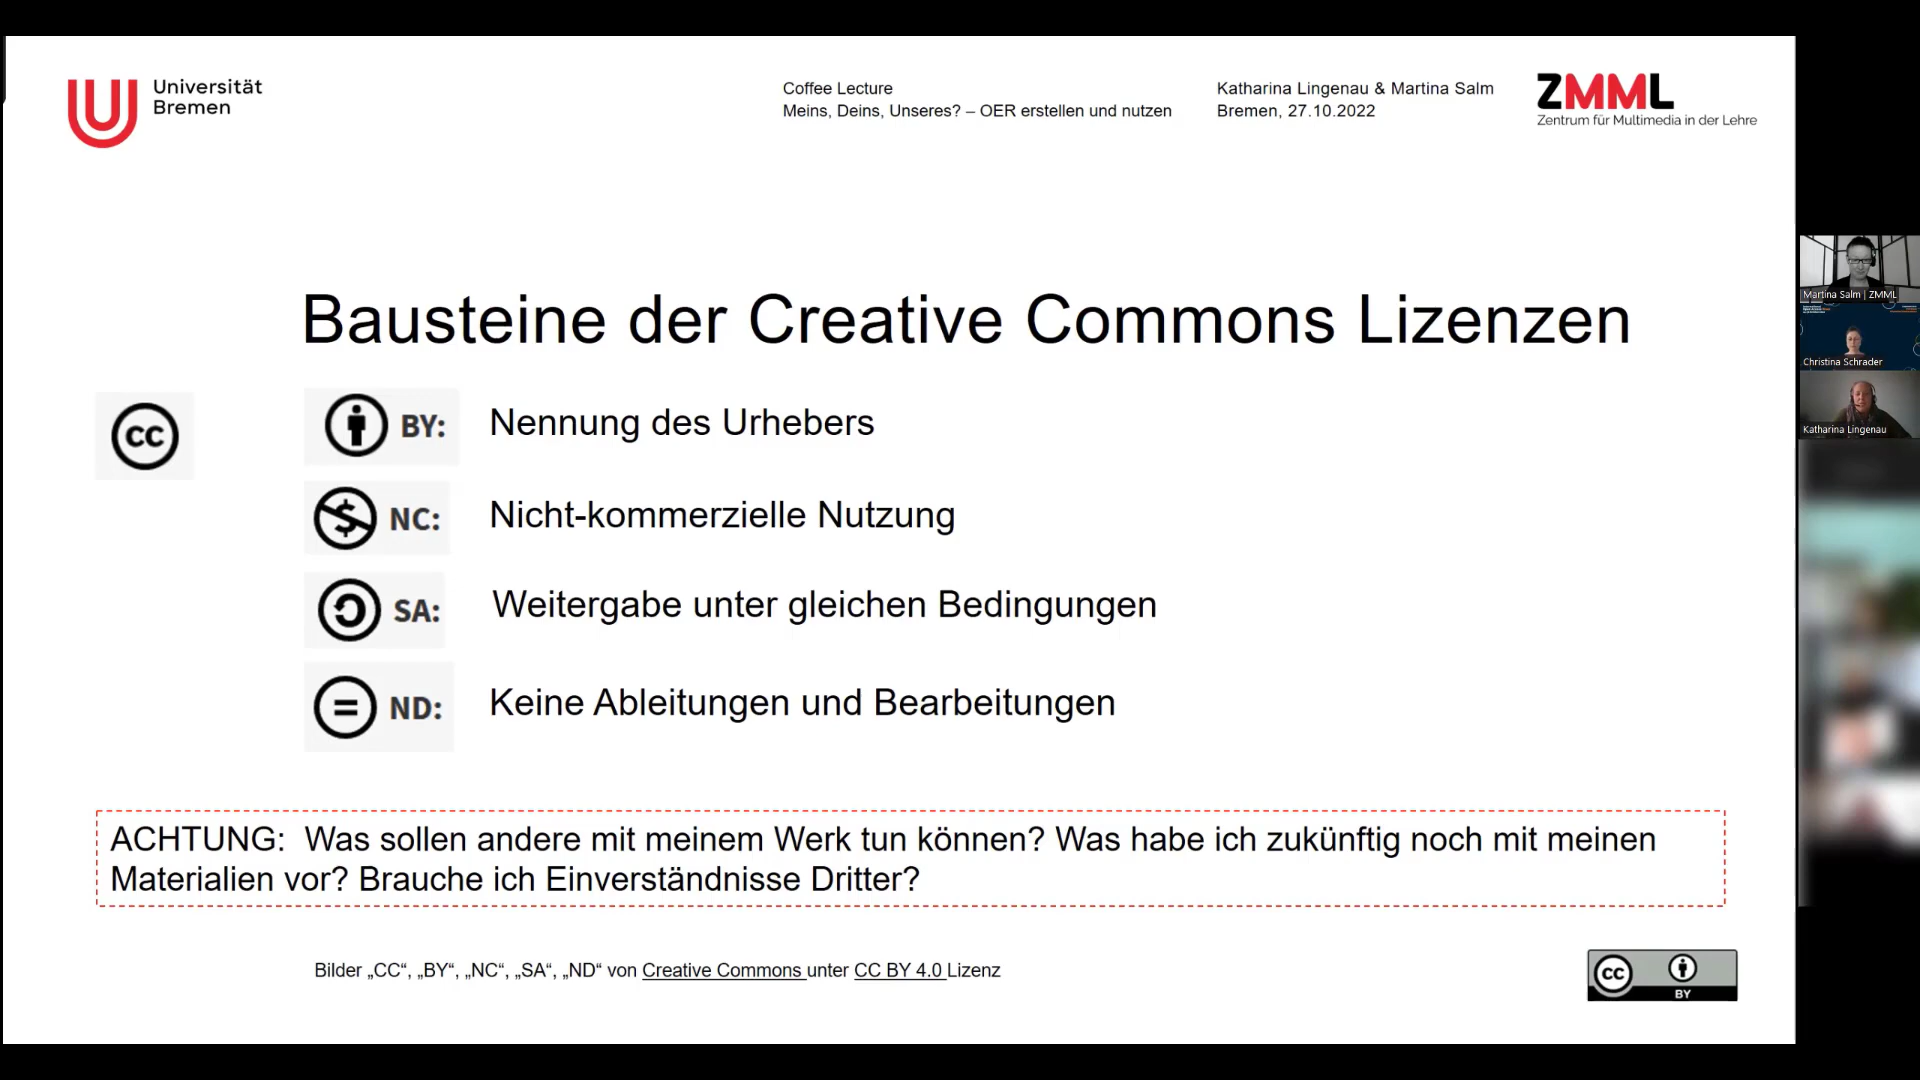 Universität
Bremen
Coffee Lecture
Meins, Deins, Unseres? – OER erstellen und nutzen
Katharina Lingenau & Martina Salm
Bremen, 27.10.2022
ZMML
Zentrum für Multimedia in der Lehre
Bausteine der Creative Commons Lizenzen
cc
BY: Nennung des Urhebers
NC: Nicht-kommerzielle Nutzung
SA: Weitergabe unter gleichen Bedingungen
ND: Keine Ableitungen und Bearbeitungen
ACHTUNG: Was sollen andere mit meinem Werk tun können? Was habe ich zukünftig noch mit meinen
Materialien vor? Brauche ich Einverständnisse Dritter?
Bilder „CC“, „BY“, „NC“, „SA“, „ND“ von Creative Commons unter CC BY 4.0 Lizenz
cc
BY
Martina Salm | ZMML
Christina Schrader
Katharina Lingenau